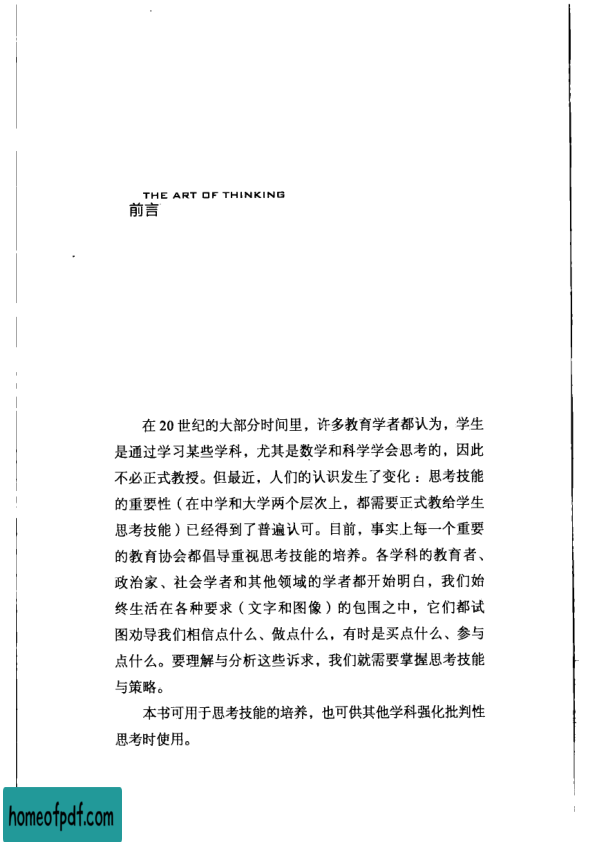 THE ART OF THINKING
前言
在 20 世纪的大部分时间里，许多教育学者都认为，学生
是通过学习某些学科，尤其是数学和科学学会思考的，因此
不必正式教授。但最近，人们的认识发生了变化：思考技能
的重要性（在中学和大学两个层次上，都需要正式教给学生
思考技能）已经得到了普遍认可。目前，事实上每一个重要
的教育协会都倡导重视思考技能的培养。各学科的教育者、
政治家、社会学者和其他领域的学者都开始明白，我们始
终生活在各种要求（文字和图像）的包围之中，它们都试
图劝导我们相信点什么、做点什么，有时是买点什么、参与
点什么。要理解与分析这些诉求，我们就需要掌握思考技能
与策略。
本书可用于思考技能的培养，也可供其他学科强化批判性
思考时使用。
homeofpdf.com